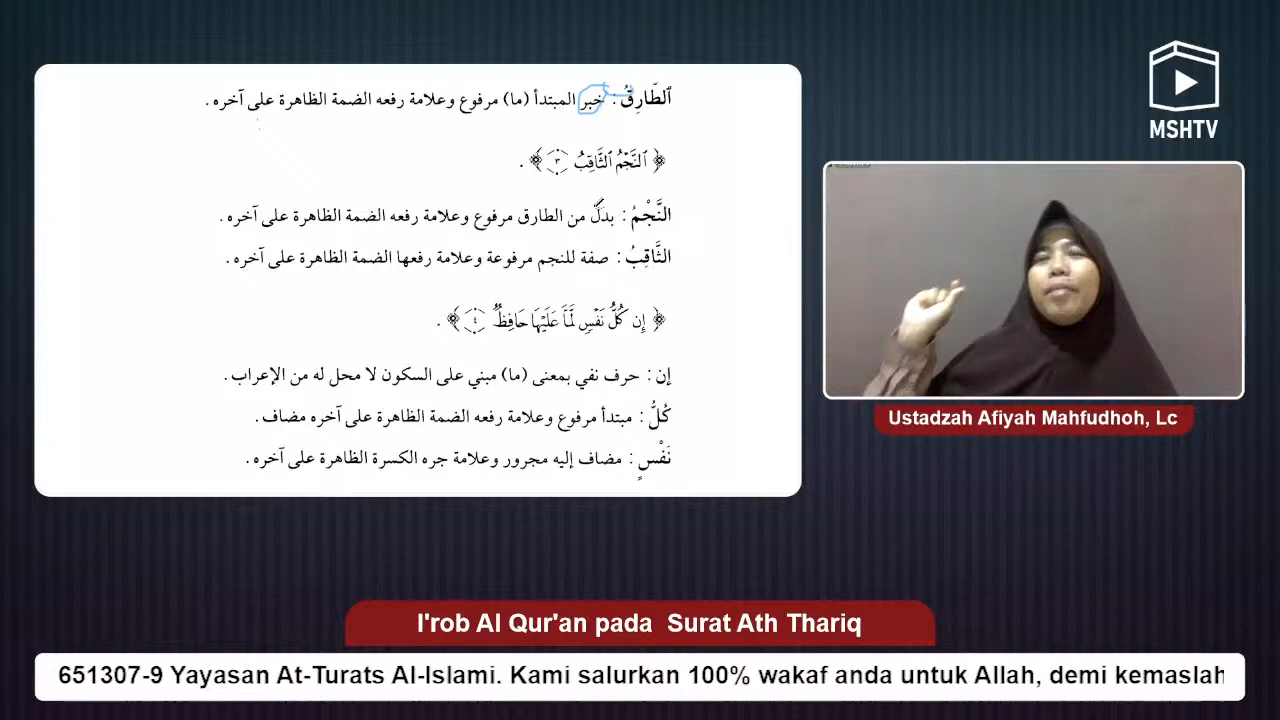 ٱلطَّارِقُ : خبر المبتدأ (ما) مرفوع وعلامة رفعه الضمة الظاهرة على آخره.
﴿ ٱلنَّجْمُ ٱلثَّاقِبُ ٣ ﴾ .
النَّجْمُ : بدل من الطارق مرفوع وعلامة رفعه الضمة الظاهرة على آخره.
الثَّاقِبُ : صفة للنجم مرفوعة وعلامة رفعها الضمة الظاهرة على آخره.
﴿ إِن كُلُّ نَفْسٍ لَّمَّا عَلَيْهَا حَافِظٌ ٤ ﴾ .
إن : حرف نفي بمعنى (ما) مبني على السكون لا محل له من الإعراب.
كُلُّ : مبتدأ مرفوع وعلامة رفعه الضمة الظاهرة على آخره مضاف.
نَفْسٍ : مضاف إليه مجرور وعلامة جره الكسرة الظاهرة على آخره.
MSHTV
Ustadzah Afiyah Mahfudhoh, Lc
I'rob Al Qur'an pada Surat Ath Thariq
651307-9 Yayasan At-Turats Al-Islami. Kami salurkan 100% wakaf anda untuk Allah, demi kemaslah